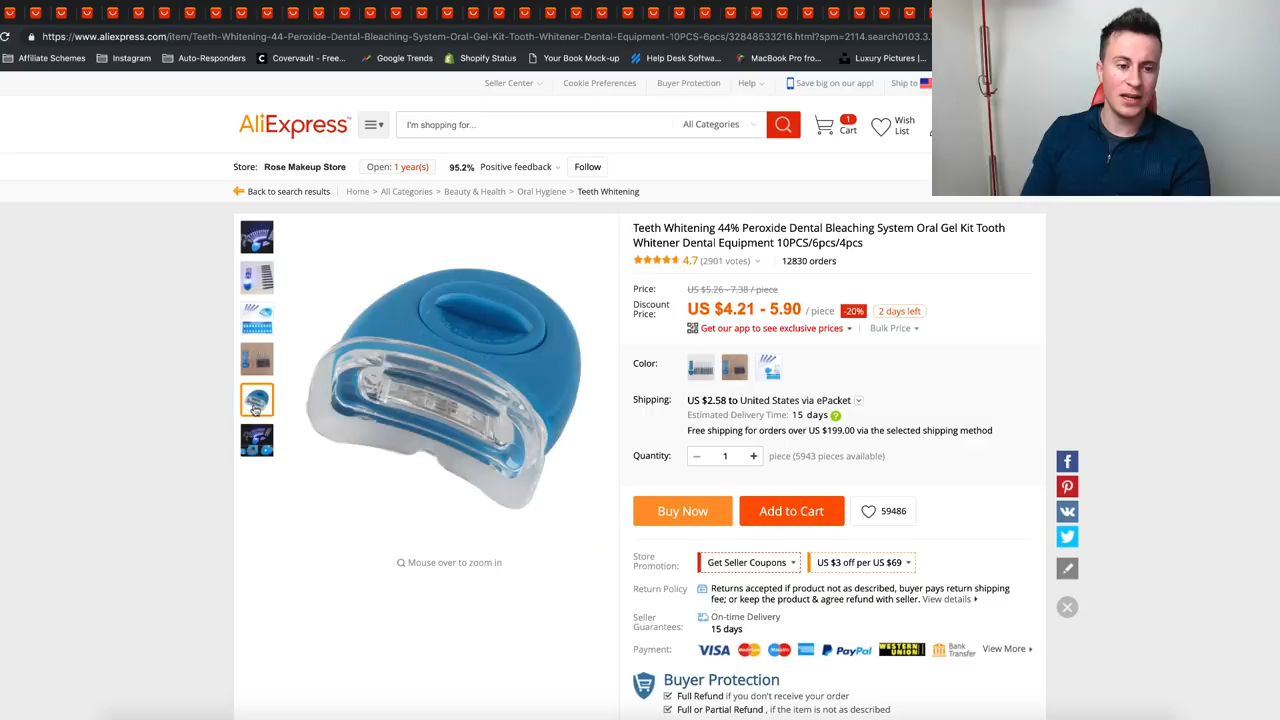 https://www.aliexpress.com/item/Teeth-Whitening-44-Peroxide-Dental-Bleaching-System-Oral-Gel-Kit-Tooth-Whitener-Dental-Equipment-10PCS-6pcs/32848533216.html?spm=2114.search0103.3.
Affiliate Schemes
Instagram
Auto-Responders
Covervault - Free...
Google Trends
Shopify Status
Your Book Mock-up
Help Desk Softwa...
MacBook Pro fro...
Luxury Pictures |...
Seller Center
Cookie Preferences
Buyer Protection
Help
Save big on our app!
Ship to
AliExpress™
I'm shopping for...
All Categories
1
Cart
Wish
List
Store: Rose Makeup Store
Open: 1 year(s)
95.2% Positive feedback
Follow
Back to search results
Home > All Categories > Beauty & Health > Oral Hygiene > Teeth Whitening
Teeth Whitening 44% Peroxide Dental Bleaching System Oral Gel Kit Tooth
Whitener Dental Equipment 10PCS/6pcs/4pcs
4.7 (2901 votes)
12830 orders
Price: US $5.26 - 7.38 / piece
Discount
Price:
US $4.21 - 5.90 / piece
-20%
2 days left
Get our app to see exclusive prices
Bulk Price
Color:
Shipping: US $2.58 to United States via ePacket
Estimated Delivery Time: 15 days
Free shipping for orders over US $199.00 via the selected shipping method
Quantity: − 1 + piece (5943 pieces available)
Buy Now
Add to Cart
59486
Mouse over to zoom in
Store
Promotion:
Get Seller Coupons
US $3 off per US $69
Return Policy
Returns accepted if product not as described, buyer pays return shipping
fee; or keep the product & agree refund with seller. View details
Seller
Guarantees:
On-time Delivery
15 days
Payment:
VISA
PayPal
WESTERN UNION
Bank
Transfer
View More
Buyer Protection
Full Refund if you don't receive your order
Full or Partial Refund , if the item is not as described